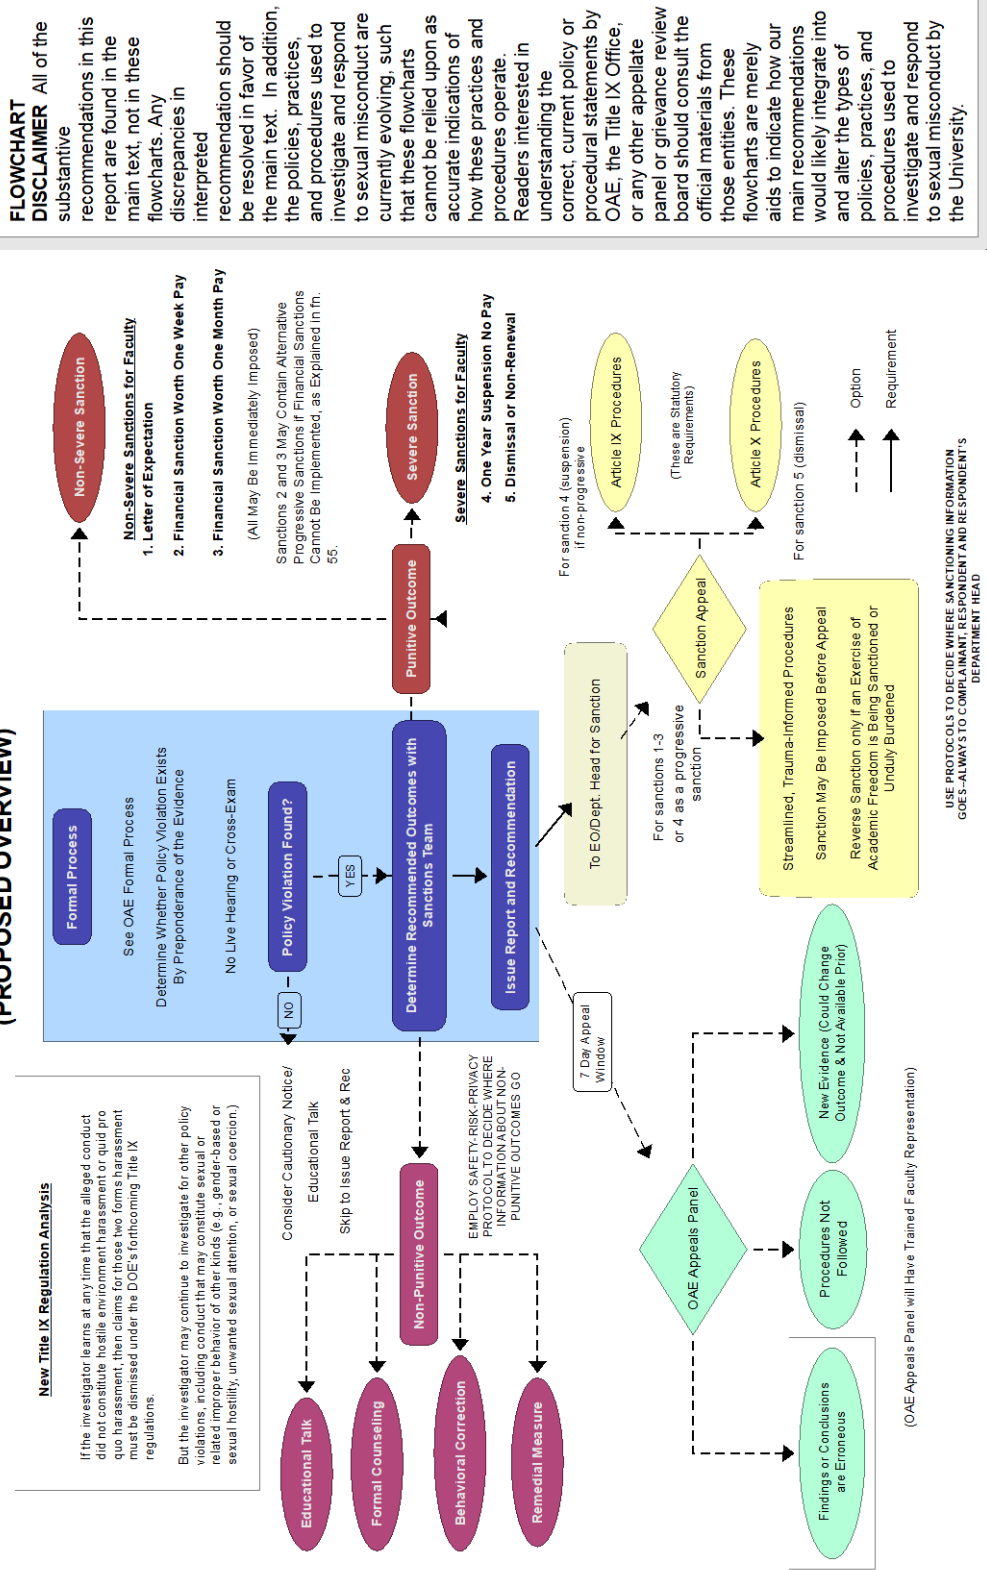 (PROPOSED OVERVIEW)
New Title IX Regulation Analysis
If the investigator learns at any time that the alleged conduct
did not constitute hostile environment harassment or quid pro
quo harassment, then claims for those two forms harassment
must be dismissed under the DOE's forthcoming Title IX
regulations.
But the investigator may continue to investigate for other policy
violations, including conduct that may constitute sexual or
related improper behavior of other kinds (e.g., gender-based or
sexual hostility, unwanted sexual attention, or sexual coercion.)
Formal Process
See OAE Formal Process
Determine Whether Policy Violation Exists
By Preponderance of the Evidence
No Live Hearing or Cross-Exam
Policy Violation Found?
NO
YES
Consider Cautionary Notice/
Educational Talk
Skip to Issue Report & Rec
Determine Recommended Outcomes with
Sanctions Team
Issue Report and Recommendation
Non-Punitive Outcome
EMPLOY SAFETY-RISK-PRIVACY
PROTOCOL TO DECIDE WHERE
INFORMATION ABOUT NON-
PUNITIVE OUTCOMES GO
Educational Talk
Formal Counseling
Behavioral Correction
Remedial Measure
Punitive Outcome
Non-Severe Sanction
Non-Severe Sanctions for Faculty
1. Letter of Expectation
2. Financial Sanction Worth One Week Pay
3. Financial Sanction Worth One Month Pay
(All May Be Immediately Imposed)
Sanctions 2 and 3 May Contain Alternative
Progressive Sanctions if Financial Sanctions
Cannot Be Implemented, as Explained in fn.
55.
Severe Sanction
Severe Sanctions for Faculty
4. One Year Suspension No Pay
5. Dismissal or Non-Renewal
7 Day Appeal
Window
OAE Appeals Panel
Findings or Conclusions
are Erroneous
Procedures Not
Followed
New Evidence (Could Change
Outcome & Not Available Prior)
(OAE Appeals Panel will Have Trained Faculty Representation)
To EO/Dept. Head for Sanction
For sanctions 1-3
or 4 as a progressive
sanction
Sanction Appeal
For sanction 4 (suspension)
if non-progressive
Article IX Procedures
(These are Statutory
Requirements)
Article X Procedures
For sanction 5 (dismissal)
Streamlined, Trauma-Informed Procedures
Sanction May Be Imposed Before Appeal
Reverse Sanction only if an Exercise of
Academic Freedom is Being Sanctioned or
Unduly Burdened
Option
Requirement
USE PROTOCOLS TO DECIDE WHERE SANCTIONING INFORMATION
GOES–ALWAYS TO COMPLAINANT, RESPONDENT AND RESPONDENT'S
DEPARTMENT HEAD
FLOWCHART
DISCLAIMER All of the
substantive
recommendations in this
report are found in the
main text, not in these
flowcharts. Any
discrepancies in
interpreted
recommendation should
be resolved in favor of
the main text. In addition,
the policies, practices,
and procedures used to
investigate and respond
to sexual misconduct are
currently evolving, such
that these flowcharts
cannot be relied upon as
accurate indications of
how these practices and
procedures operate.
Readers interested in
understanding the
correct, current policy or
procedural statements by
OAE, the Title IX Office,
or any other appellate
panel or grievance review
board should consult the
official materials from
those entities. These
flowcharts are merely
aids to indicate how our
main recommendations
would likely integrate into
and alter the types of
policies, practices, and
procedures used to
investigate and respond
to sexual misconduct by
the University.